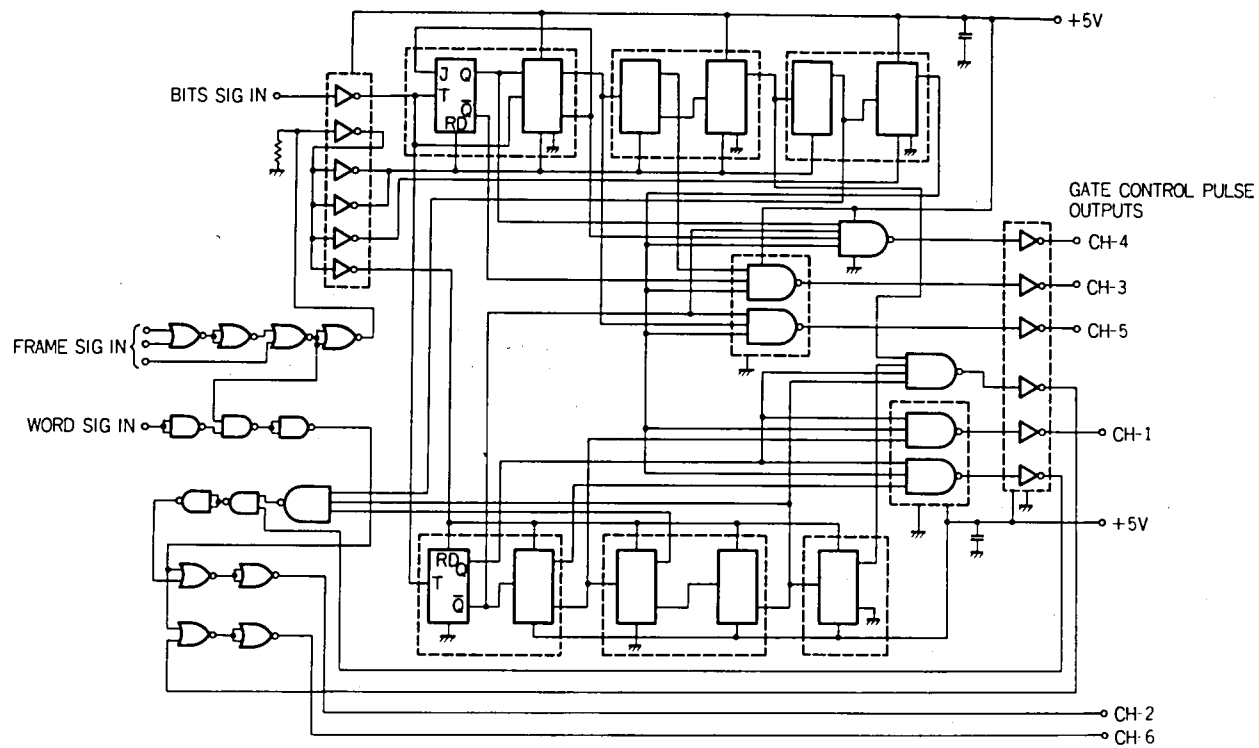 +5V
BITS SIG IN
J Q
T
Q̅
RD
GATE CONTROL PULSE
OUTPUTS
CH-4
CH-3
CH-5
FRAME SIG IN
WORD SIG IN
CH-1
+5V
RD Q
T
Q̅
CH-2
CH-6